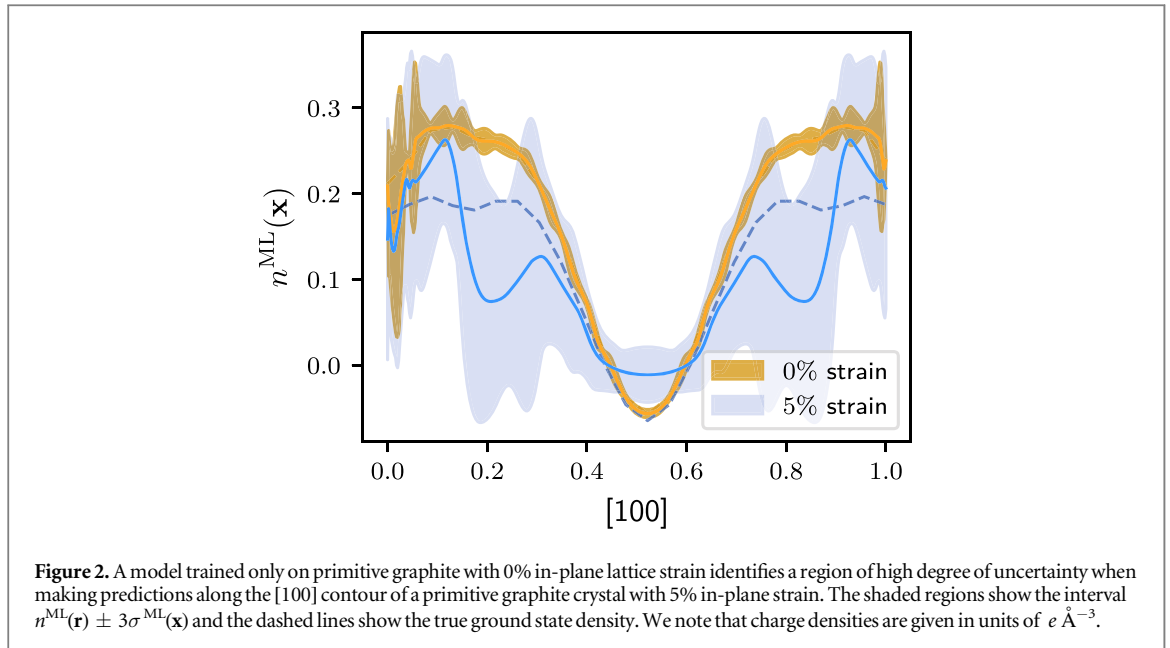 0.3
0.2
0.1
0.0
n^ML(x)
0% strain
5% strain
0.0 0.2 0.4 0.6 0.8 1.0
[100]
Figure 2. A model trained only on primitive graphite with 0% in-plane lattice strain identifies a region of high degree of uncertainty when
making predictions along the [100] contour of a primitive graphite crystal with 5% in-plane strain. The shaded regions show the interval
n^ML(r) ± 3σ^ML(x) and the dashed lines show the true ground state density. We note that charge densities are given in units of e Å⁻³.